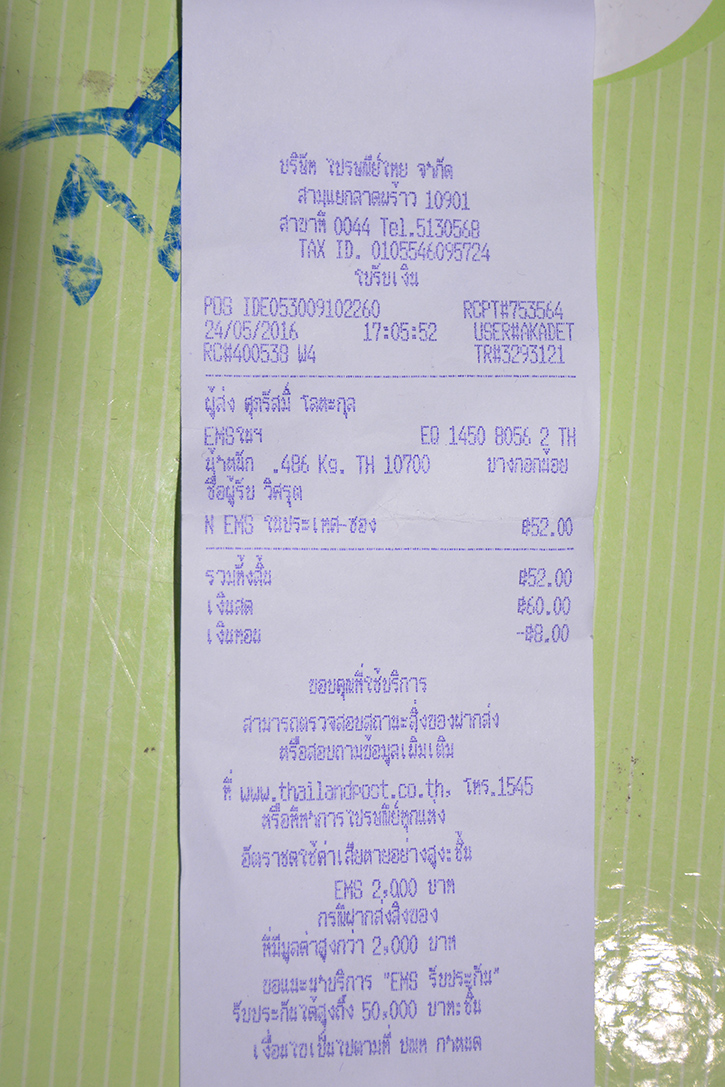 บริษัท ไปรษณีย์ไทย จำกัด
สามแยกลาดพร้าว 10901
สาขาที่ 0044 Tel.5130568
TAX ID. 0105546095724
ใบรับเงิน
POS IDE053009102260 RCPT#753564
24/05/2016 17:05:52 USER#AKADET
RC#400538 W4 TR#3293121
ผู้ส่ง ศุภรัสมิ์ โลหะกุล
EMSในฯ EQ 1450 8056 2 TH
น้ำหนัก .486 Kg. TH 10700 บางกอกน้อย
ชื่อผู้รับ วิศรุต
N EMS ในประเทศ-ซอง ฿52.00
รวมทั้งสิ้น ฿52.00
เงินสด ฿60.00
เงินทอน -฿8.00
ขอบคุณที่ใช้บริการ
สามารถตรวจสอบสถานะสิ่งของฝากส่ง
หรือสอบถามข้อมูลเพิ่มเติม
ที่ www.thailandpost.co.th, โทร.1545
หรือที่ทำการไปรษณีย์ทุกแห่ง
อัตราชดใช้ค่าเสียหายอย่างสูง:ชิ้น
EMS 2,000 บาท
กรณีฝากส่งสิ่งของ
ที่มีมูลค่าสูงกว่า 2,000 บาท
ขอแนะนำบริการ "EMS รับประกัน"
รับประกันได้สูงถึง 50,000 บาท:ชิ้น
เงื่อนไขเป็นไปตามที่ ปณท กำหนด